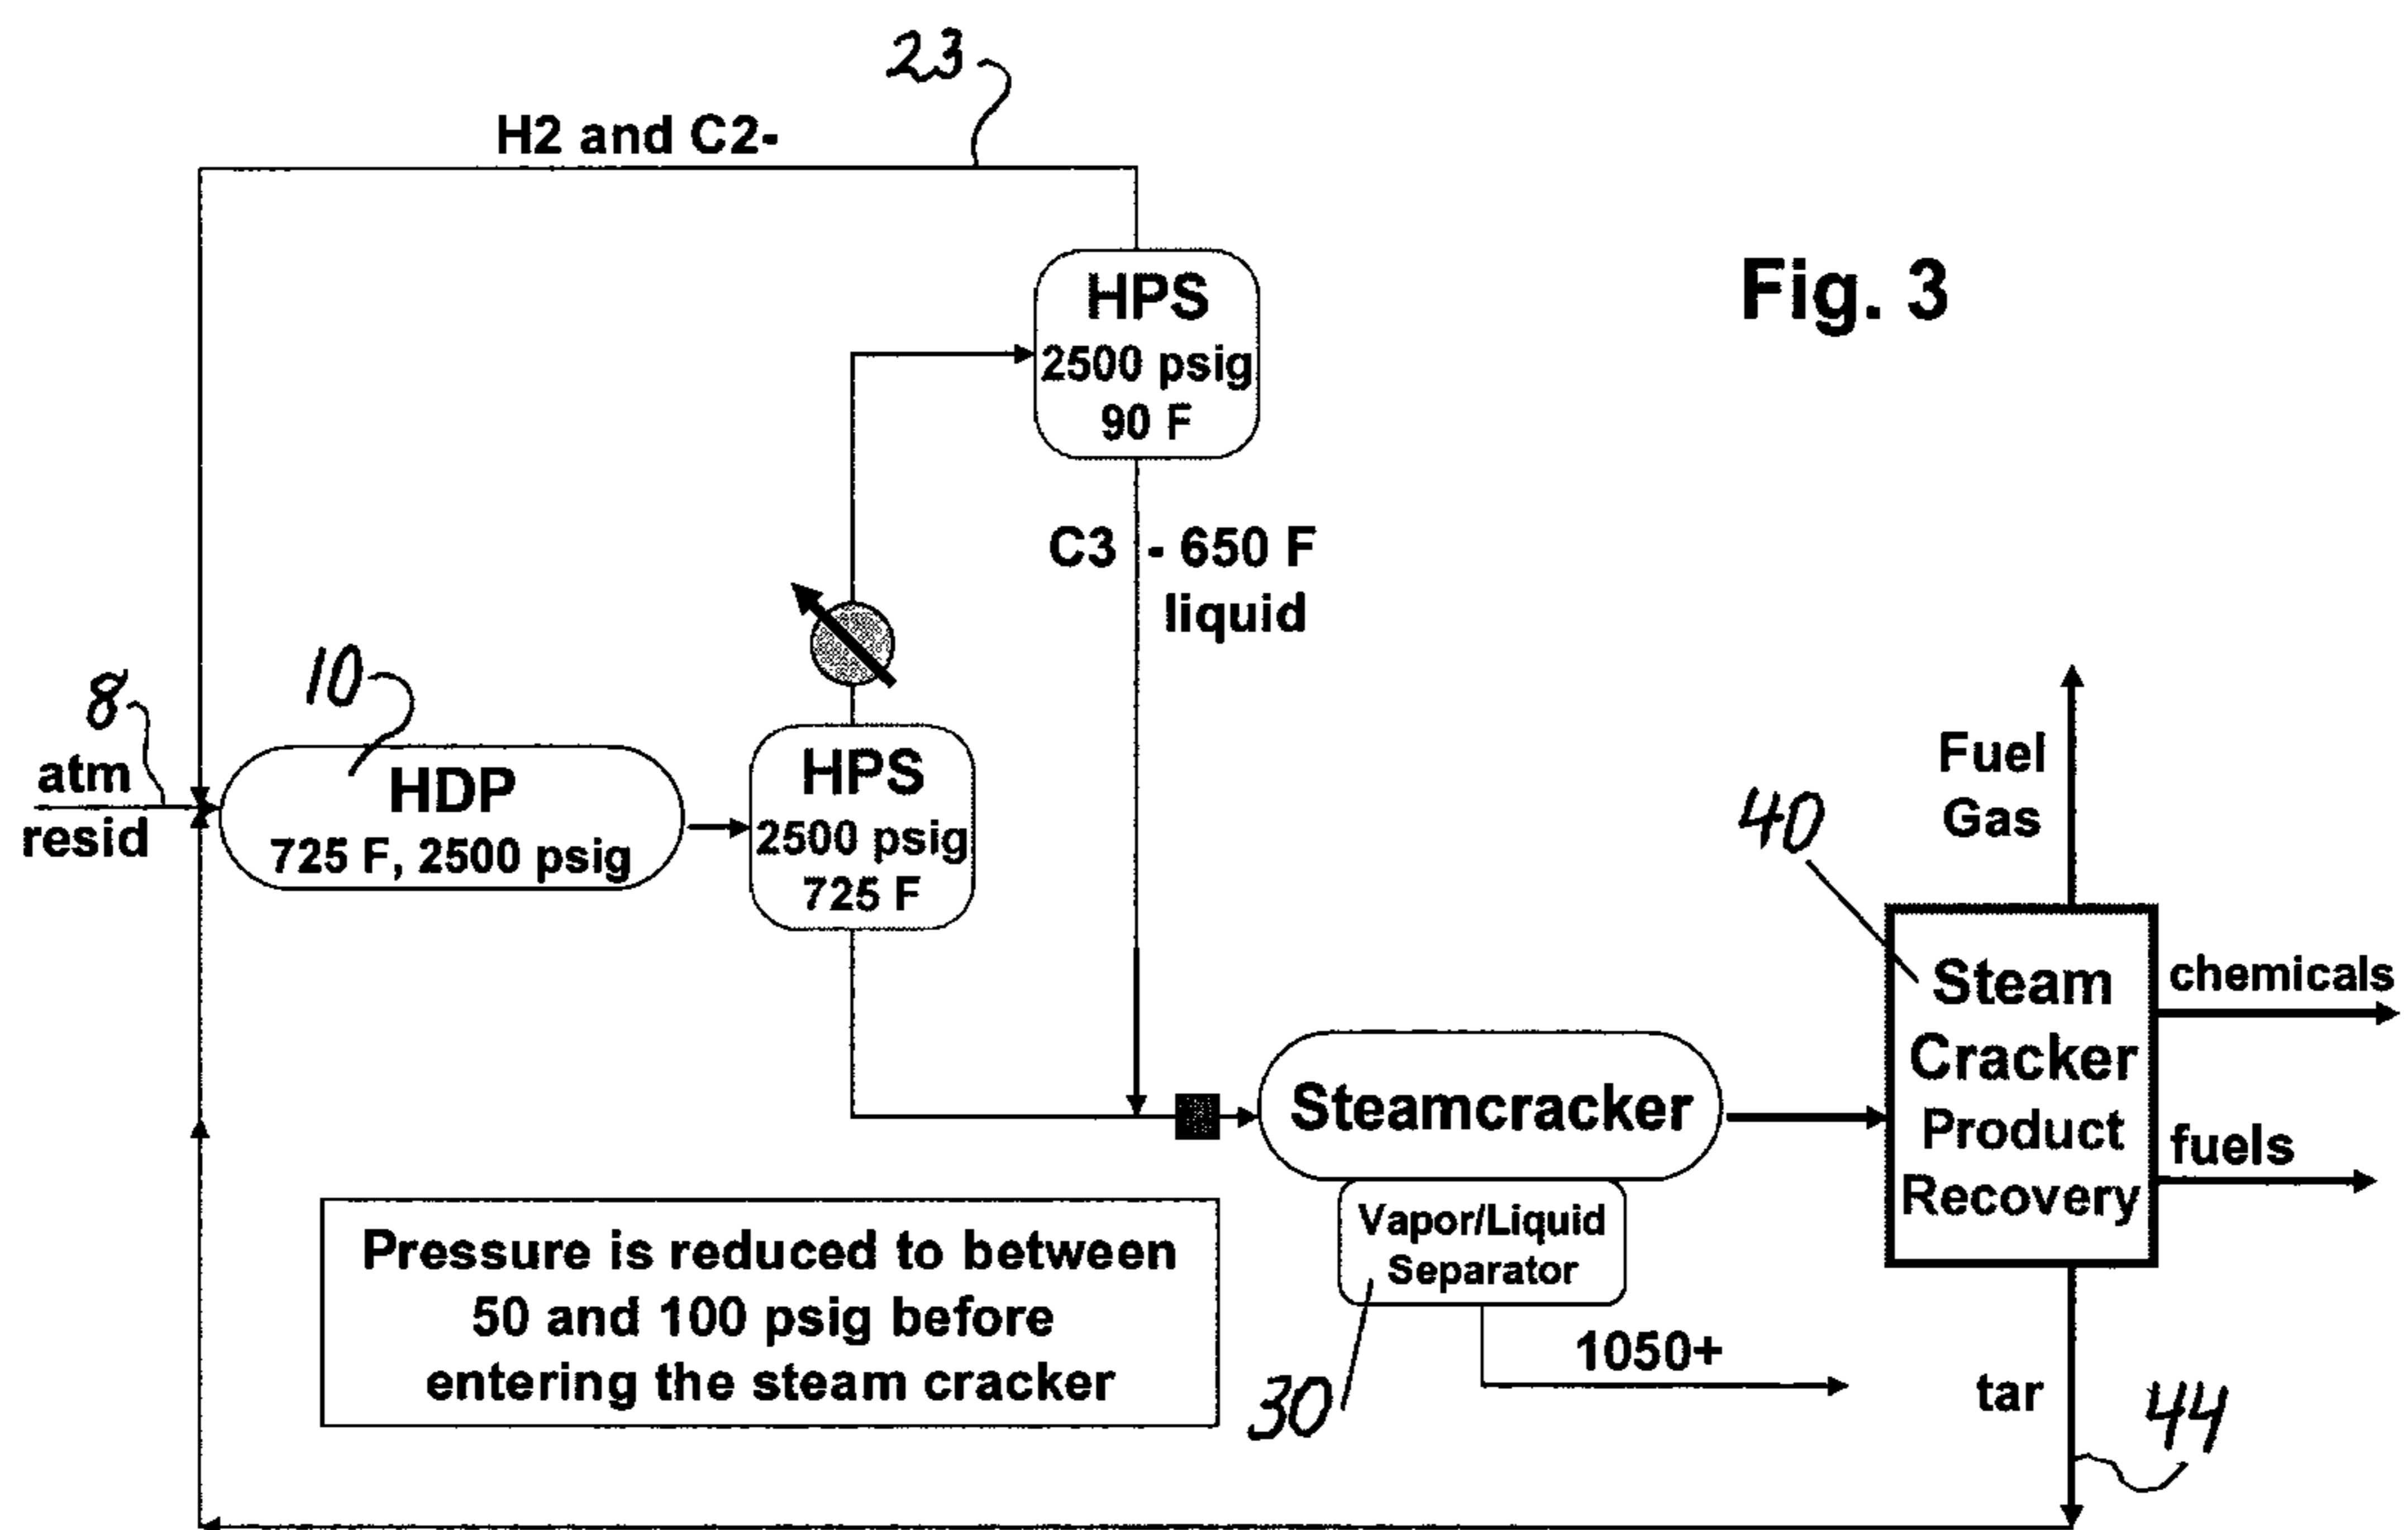 23
H2 and C2-
Fig. 3
HPS
2500 psig
90 F
C3 - 650 F
liquid
8
10
atm
resid
HDP
725 F, 2500 psig
HPS
2500 psig
725 F
Fuel
Gas
40
Steam
Cracker
Product
Recovery
chemicals
fuels
Steamcracker
Vapor/Liquid
Separator
Pressure is reduced to between
50 and 100 psig before
entering the steam cracker
30
1050+
tar
44